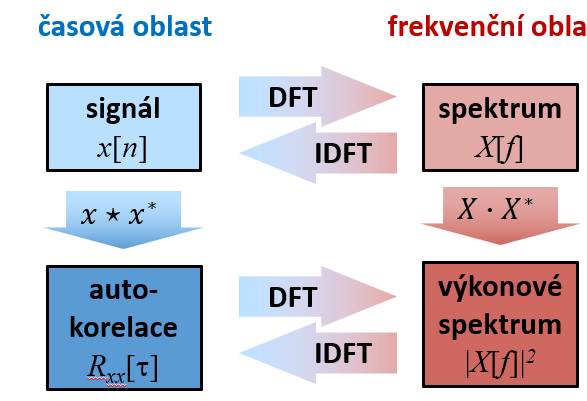 časová oblast
frekvenční obla
signál
x[n]
DFT
IDFT
spektrum
X[f]
x ⋆ x*
X · X*
auto-
korelace
Rxx[τ]
DFT
IDFT
výkonové
spektrum
|X[f]|²